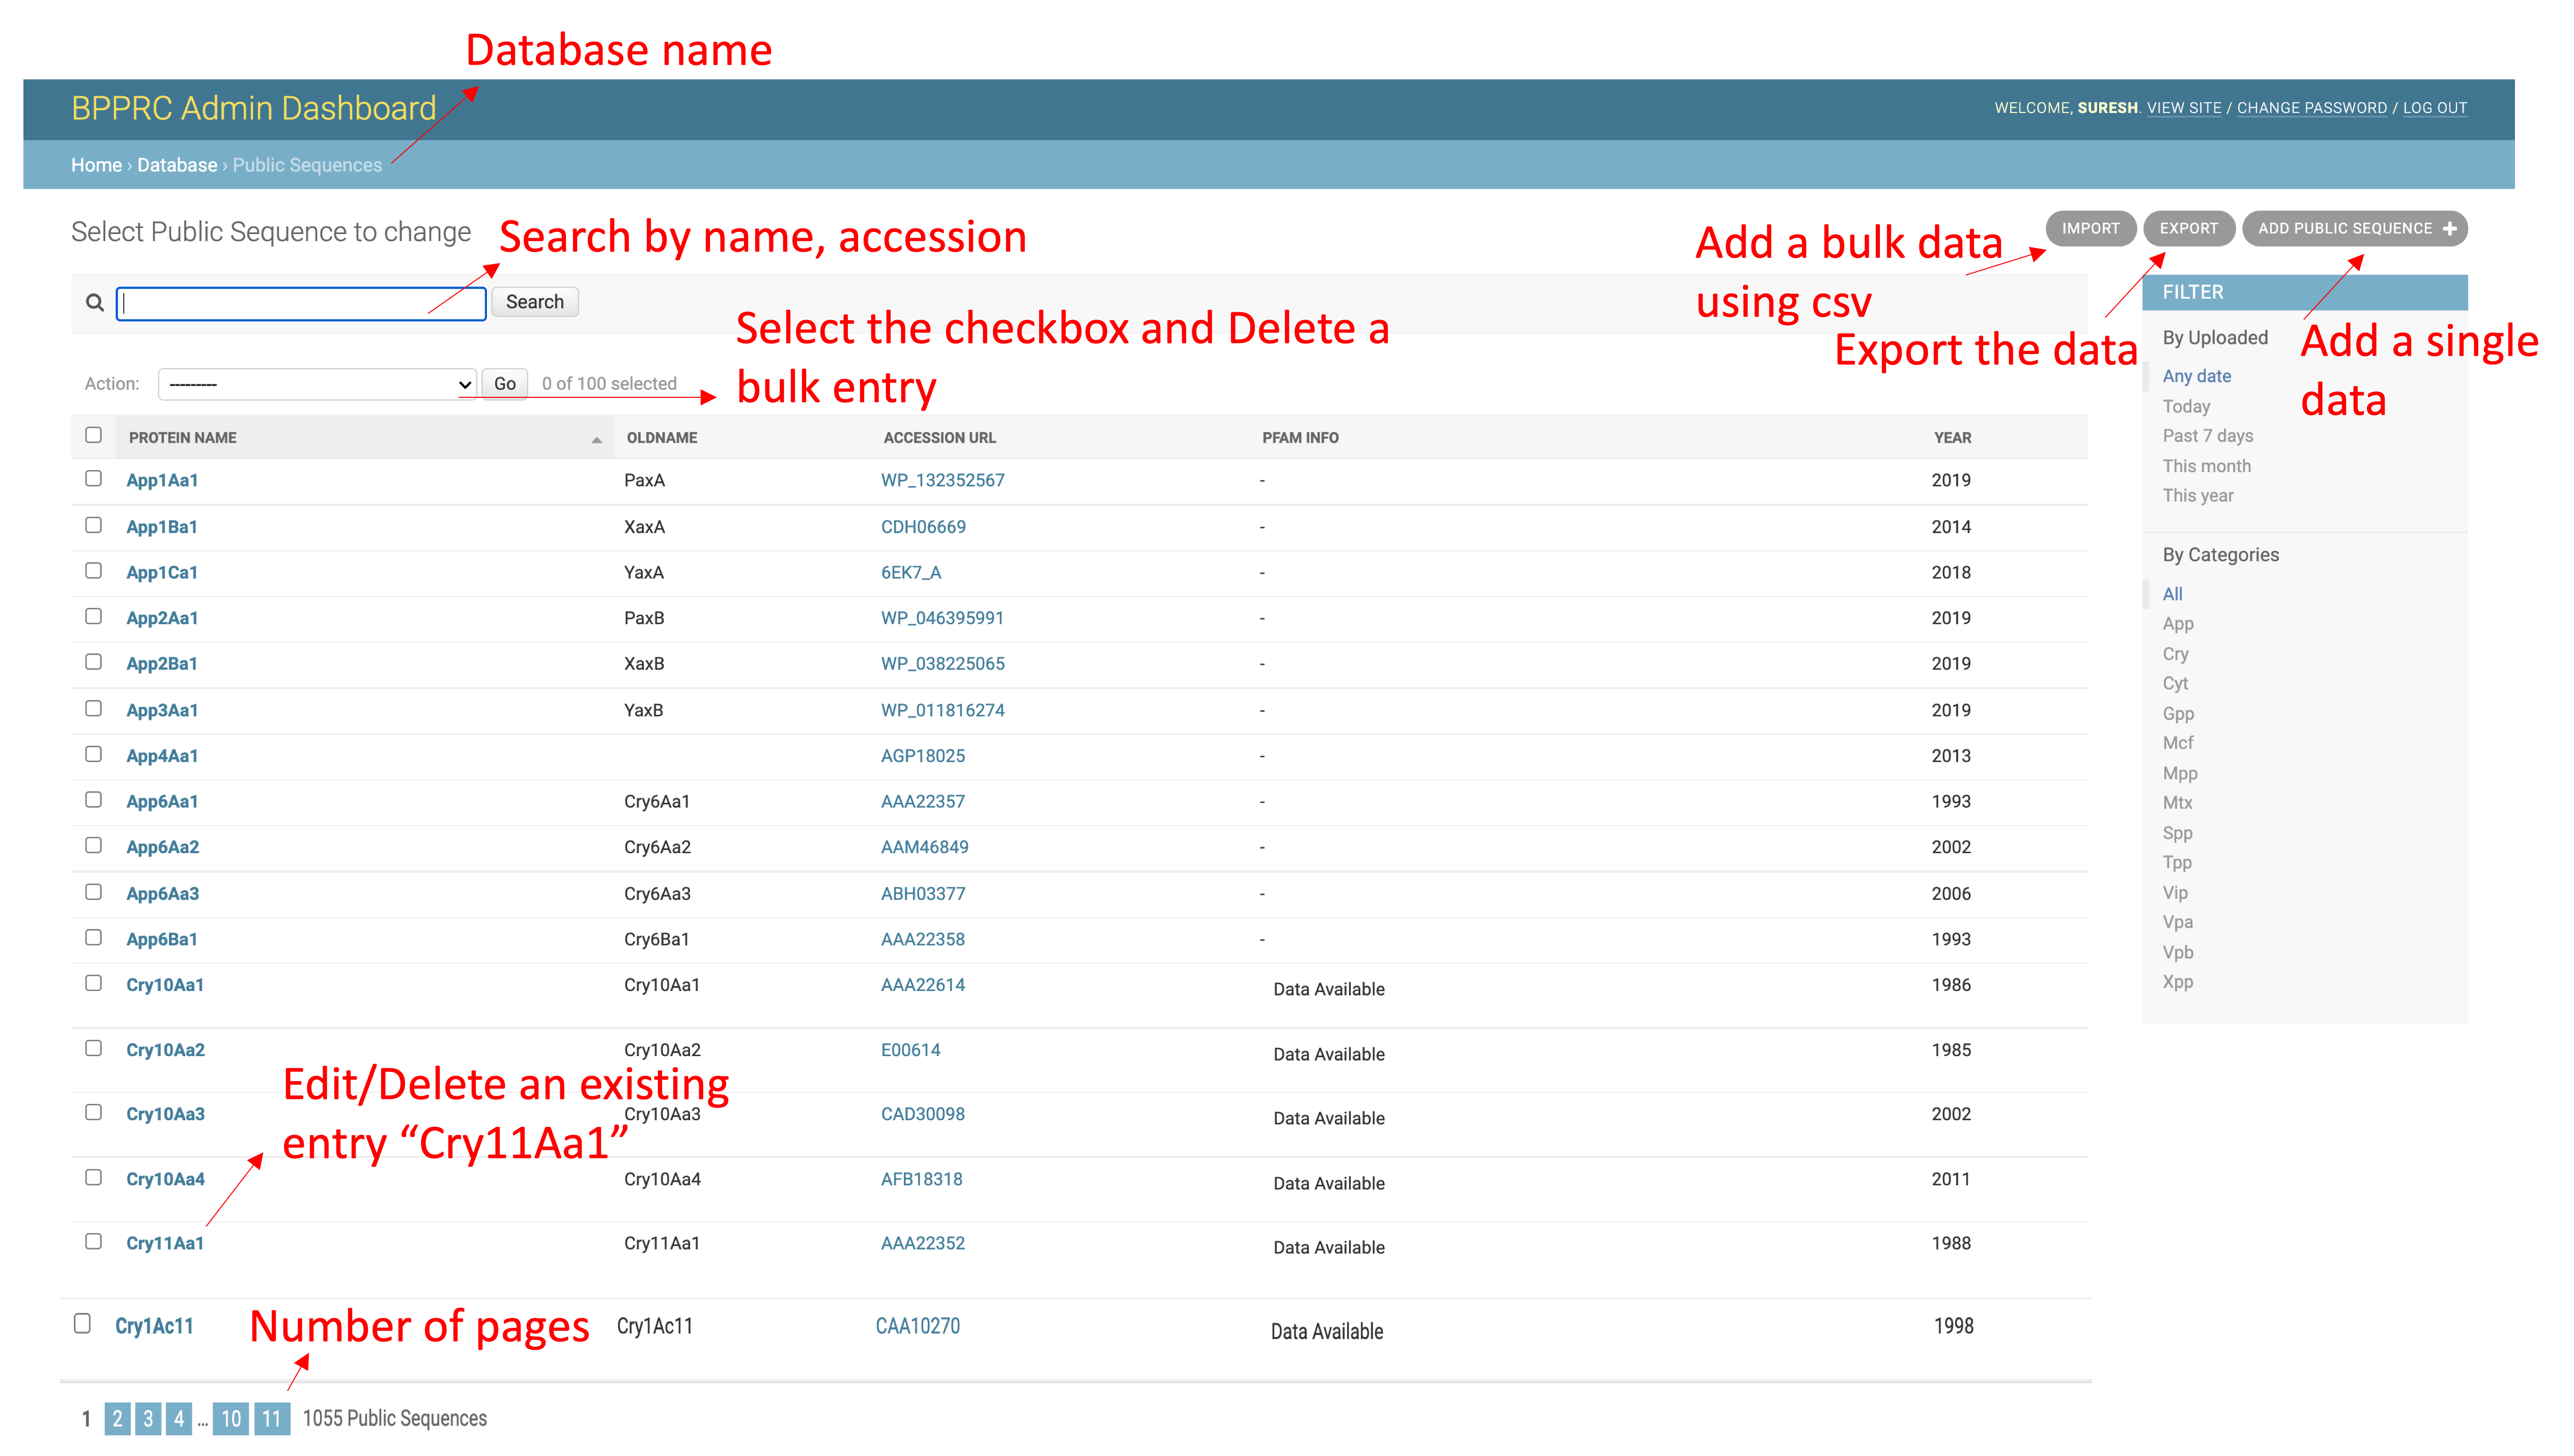 Database name
BPPRC Admin Dashboard
WELCOME, SURESH. VIEW SITE / CHANGE PASSWORD / LOG OUT
Home › Database › Public Sequences
Select Public Sequence to change
Search by name, accession
Add a bulk data
using csv
IMPORT
EXPORT
ADD PUBLIC SEQUENCE +
Search
Select the checkbox and Delete a
bulk entry
Export the data
Add a single
data
Action: --------- Go 0 of 100 selected
PROTEIN NAME OLDNAME ACCESSION URL PFAM INFO YEAR
App1Aa1 PaxA WP_132352567 - 2019
App1Ba1 XaxA CDH06669 - 2014
App1Ca1 YaxA 6EK7_A - 2018
App2Aa1 PaxB WP_046395991 - 2019
App2Ba1 XaxB WP_038225065 - 2019
App3Aa1 YaxB WP_011816274 - 2019
App4Aa1 AGP18025 - 2013
App6Aa1 Cry6Aa1 AAA22357 - 1993
App6Aa2 Cry6Aa2 AAM46849 - 2002
App6Aa3 Cry6Aa3 ABH03377 - 2006
App6Ba1 Cry6Ba1 AAA22358 - 1993
Cry10Aa1 Cry10Aa1 AAA22614 Data Available 1986
Cry10Aa2 Cry10Aa2 E00614 Data Available 1985
Edit/Delete an existing
entry “Cry11Aa1”
Cry10Aa3 Cry10Aa3 CAD30098 Data Available 2002
Cry10Aa4 Cry10Aa4 AFB18318 Data Available 2011
Cry11Aa1 Cry11Aa1 AAA22352 Data Available 1988
Number of pages
Cry1Ac11 Cry1Ac11 CAA10270 Data Available 1998
1 2 3 4 ... 10 11 1055 Public Sequences
FILTER
By Uploaded
Any date
Today
Past 7 days
This month
This year
By Categories
All
App
Cry
Cyt
Gpp
Mcf
Mpp
Mtx
Spp
Tpp
Vip
Vpa
Vpb
Xpp